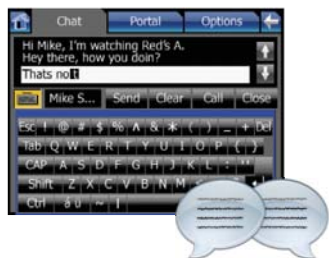 Chat Portal Options
Hi Mike, I'm watching Red's A.
Hey there, how you doin?
Thats not
Mike S... Send Clear Call Close
Esc ! @ # $ % ʌ & * ( ) _ + Del
Tab Q W E R T Y U I O P { }
CAP A S D F G H J K L : "
Shift Z X C V B N M
Ctrl á ü ~ |